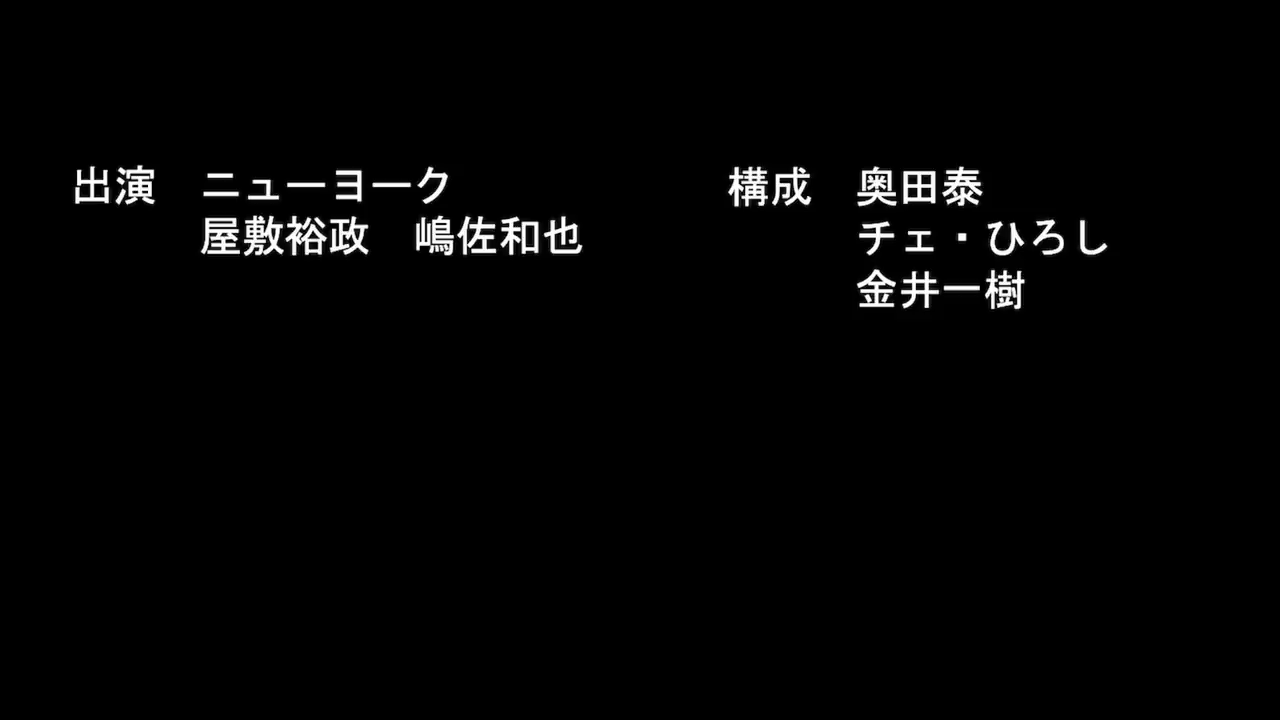 出演　ニューヨーク
屋敷裕政　嶋佐和也
構成　奥田泰
チェ・ひろし
金井一樹